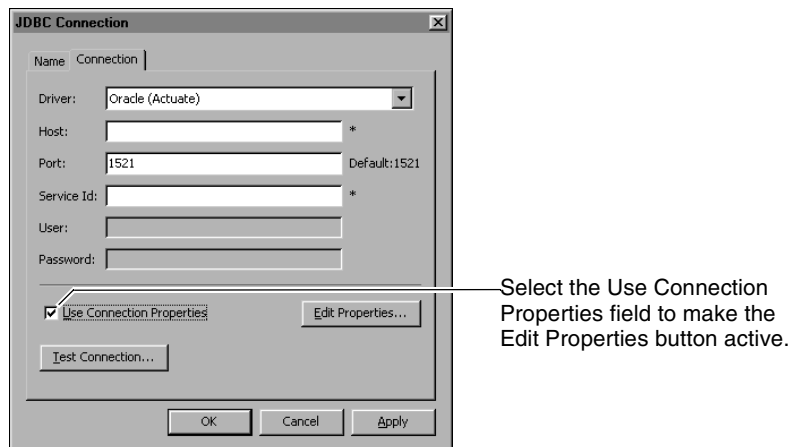 JDBC Connection
Name Connection
Driver: Oracle (Actuate)
Host: *
Port: 1521 Default:1521
Service Id: *
User:
Password:
Use Connection Properties Edit Properties...
Test Connection...
OK Cancel Apply
Select the Use Connection
Properties field to make the
Edit Properties button active.